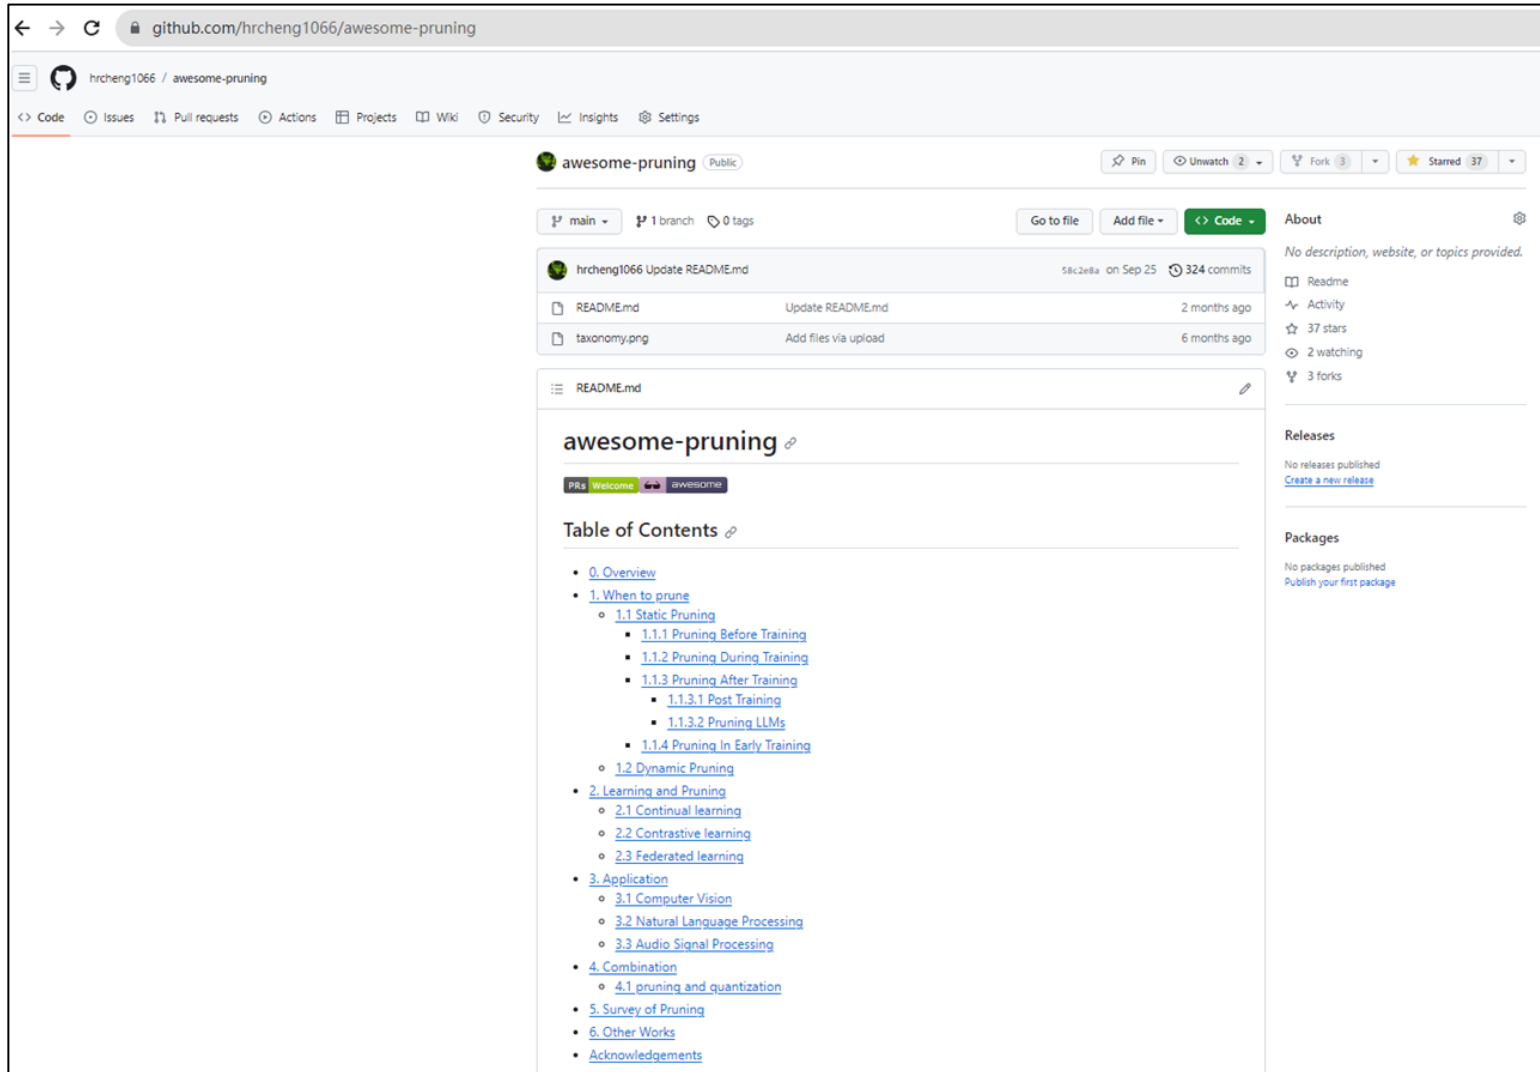 github.com/hrcheng1066/awesome-pruning
hrcheng1066 / awesome-pruning
Code Issues Pull requests Actions Projects Wiki Security Insights Settings
awesome-pruning Public Pin Unwatch 2 Fork 3 Starred 37
main 1 branch 0 tags Go to file Add file Code
hrcheng1066 Update README.md 58c2e8a on Sep 25 324 commits
README.md Update README.md 2 months ago
taxonomy.png Add files via upload 6 months ago
README.md
awesome-pruning
PRs Welcome awesome
Table of Contents
0. Overview
1. When to prune
1.1 Static Pruning
1.1.1 Pruning Before Training
1.1.2 Pruning During Training
1.1.3 Pruning After Training
1.1.3.1 Post Training
1.1.3.2 Pruning LLMs
1.1.4 Pruning In Early Training
1.2 Dynamic Pruning
2. Learning and Pruning
2.1 Continual learning
2.2 Contrastive learning
2.3 Federated learning
3. Application
3.1 Computer Vision
3.2 Natural Language Processing
3.3 Audio Signal Processing
4. Combination
4.1 pruning and quantization
5. Survey of Pruning
6. Other Works
Acknowledgements
About
No description, website, or topics provided.
Readme
Activity
37 stars
2 watching
3 forks
Releases
No releases published
Create a new release
Packages
No packages published
Publish your first package